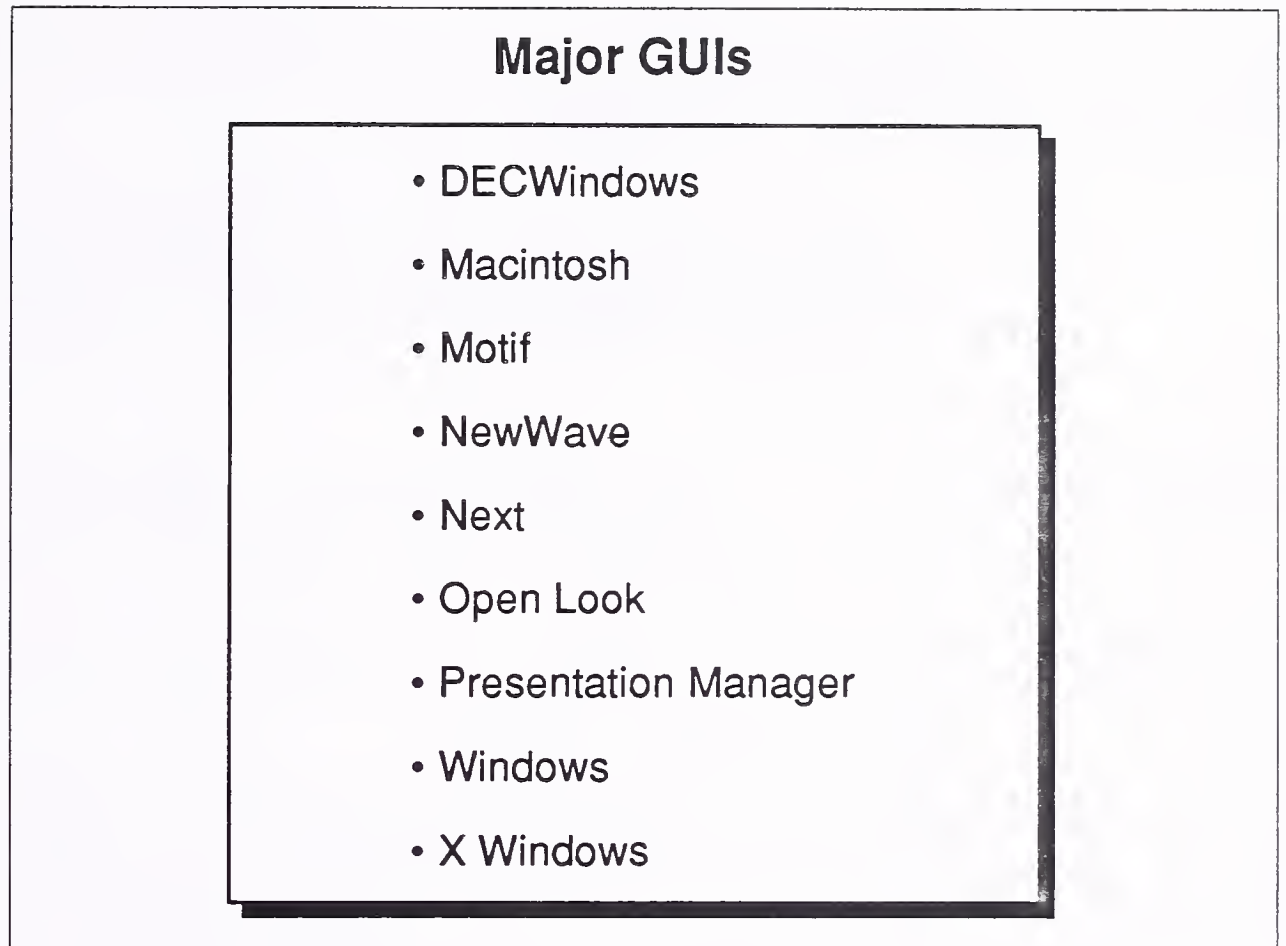 Major GUIs
• DECWindows
• Macintosh
• Motif
• NewWave
• Next
• Open Look
• Presentation Manager
• Windows
• X Windows